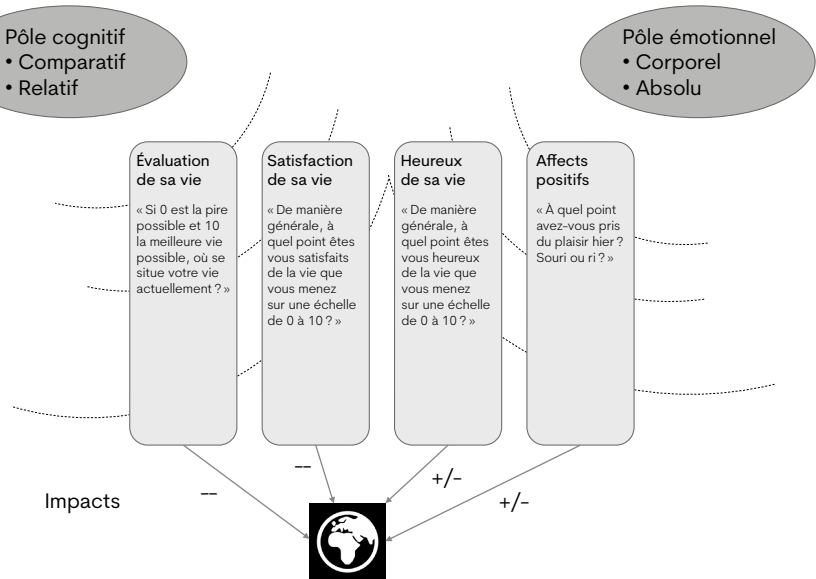 Pôle cognitif
• Comparatif
• Relatif
Pôle émotionnel
• Corporel
• Absolu
Évaluation
de sa vie
« Si 0 est la pire
possible et 10
la meilleure vie
possible, où se
situe votre vie
actuellement ? »
Satisfaction
de sa vie
« De manière
générale, à
quel point êtes
vous satisfaits
de la vie que
vous menez
sur une échelle
de 0 à 10 ? »
Heureux
de sa vie
« De manière
générale, à
quel point êtes
vous heureux
de la vie que
vous menez
sur une échelle
de 0 à 10 ? »
Affects
positifs
« À quel point
avez-vous pris
du plaisir hier ?
Souri ou ri ? »
Impacts
--
--
+/-
+/-